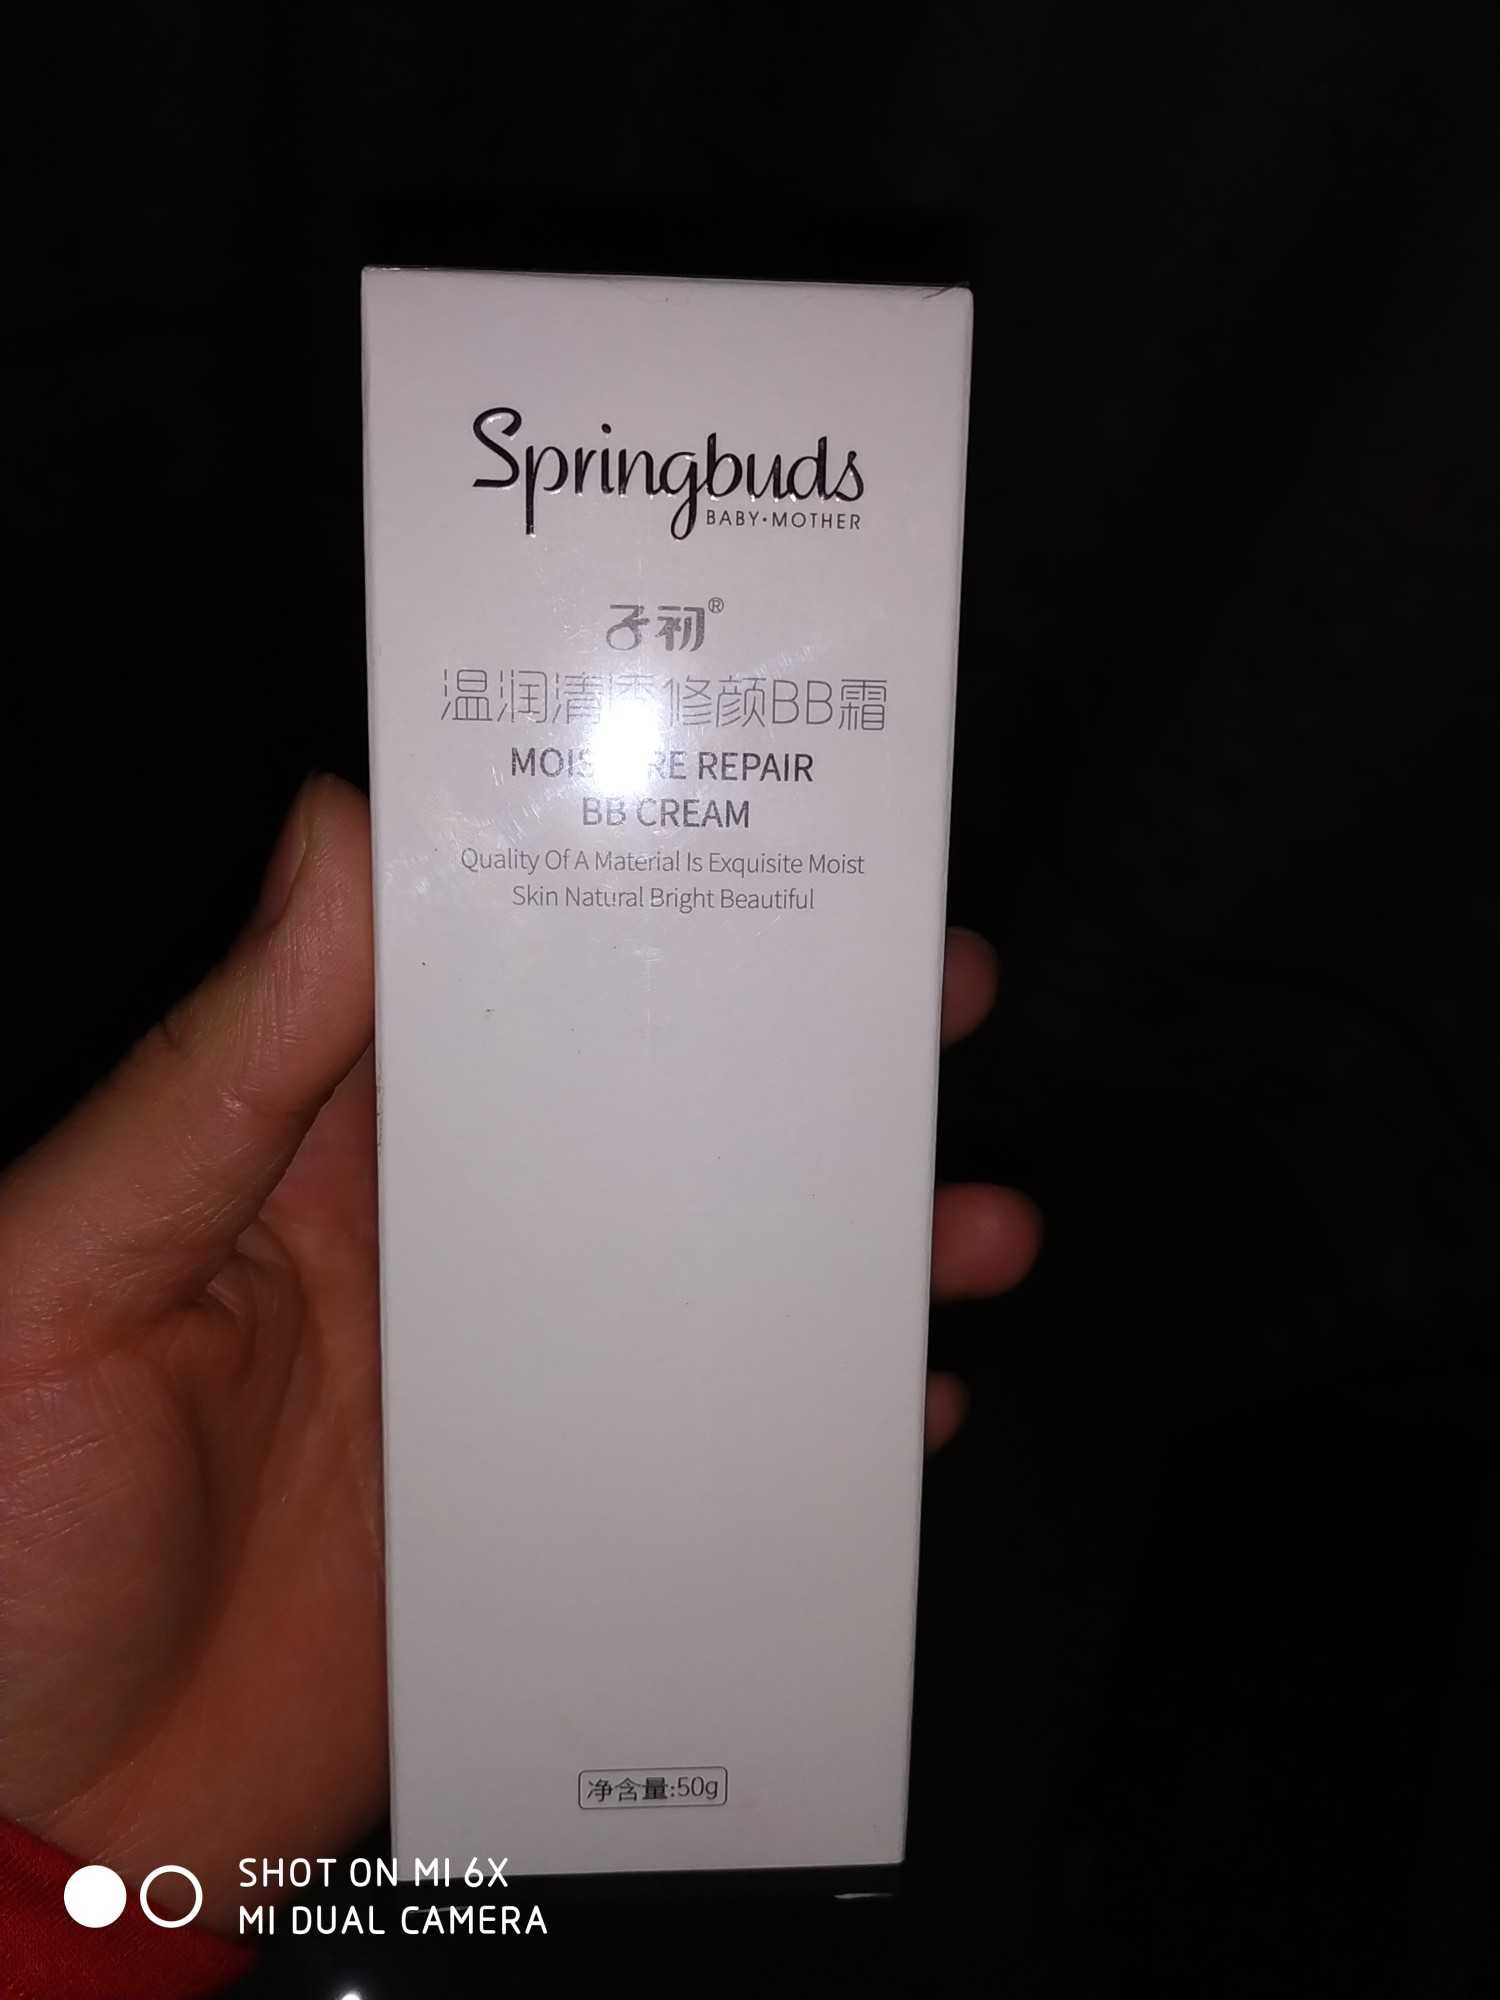 Springbuds
BABY·MOTHER
子初®
温润清透修颜BB霜
REPAIR
BB CREAM
Quality Of A Material Is Exquisite Moist
Skin Natural Bright Beautiful
净含量:50g
SHOT ON MI 6X
MI DUAL CAMERA